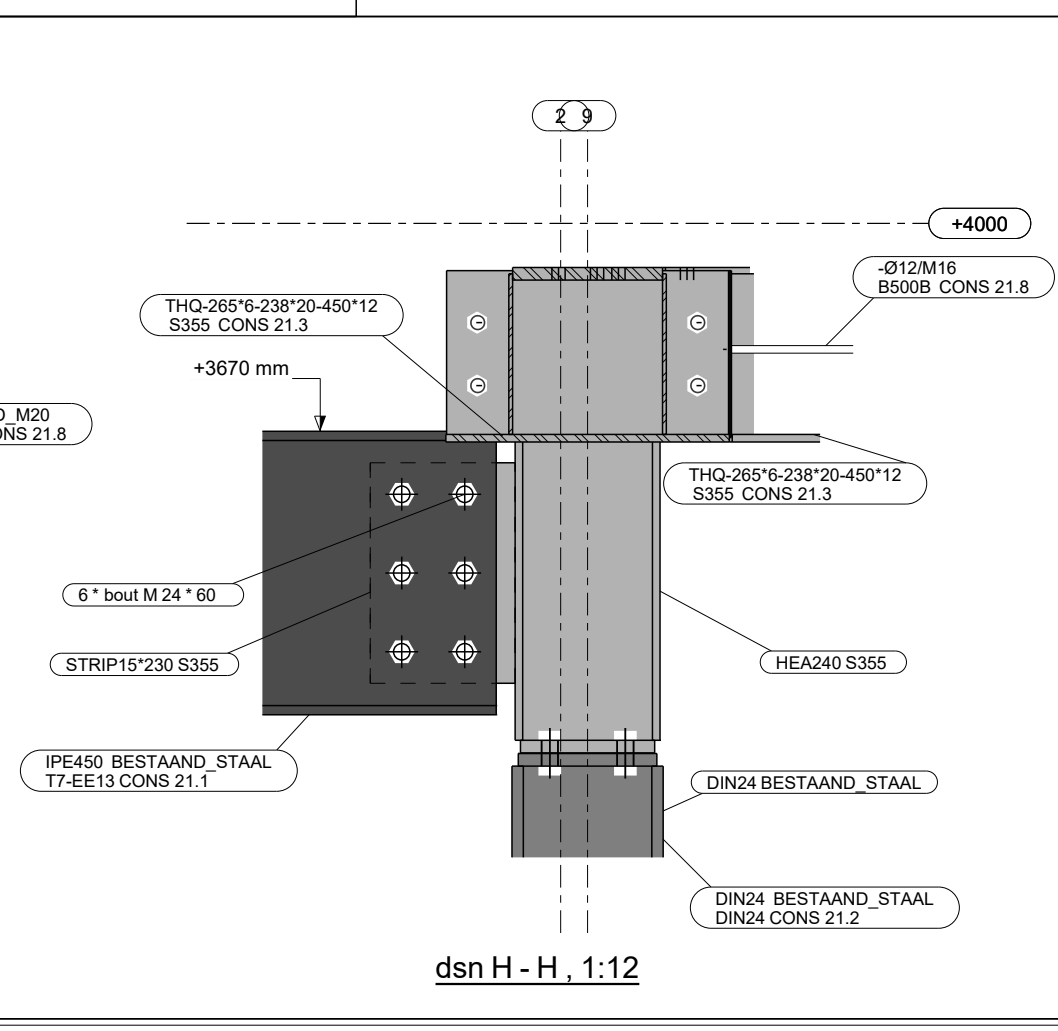 2 9
+4000
-Ø12/M16
B500B CONS 21.8
THQ-265*6-238*20-450*12
S355 CONS 21.3
+3670 mm
_M20
21.8
THQ-265*6-238*20-450*12
S355 CONS 21.3
6 * bout M 24 * 60
STRIP15*230 S355
HEA240 S355
IPE450 BESTAAND_STAAL
T7-EE13 CONS 21.1
DIN24 BESTAAND_STAAL
DIN24 BESTAAND_STAAL
DIN24 CONS 21.2
dsn H - H , 1:12